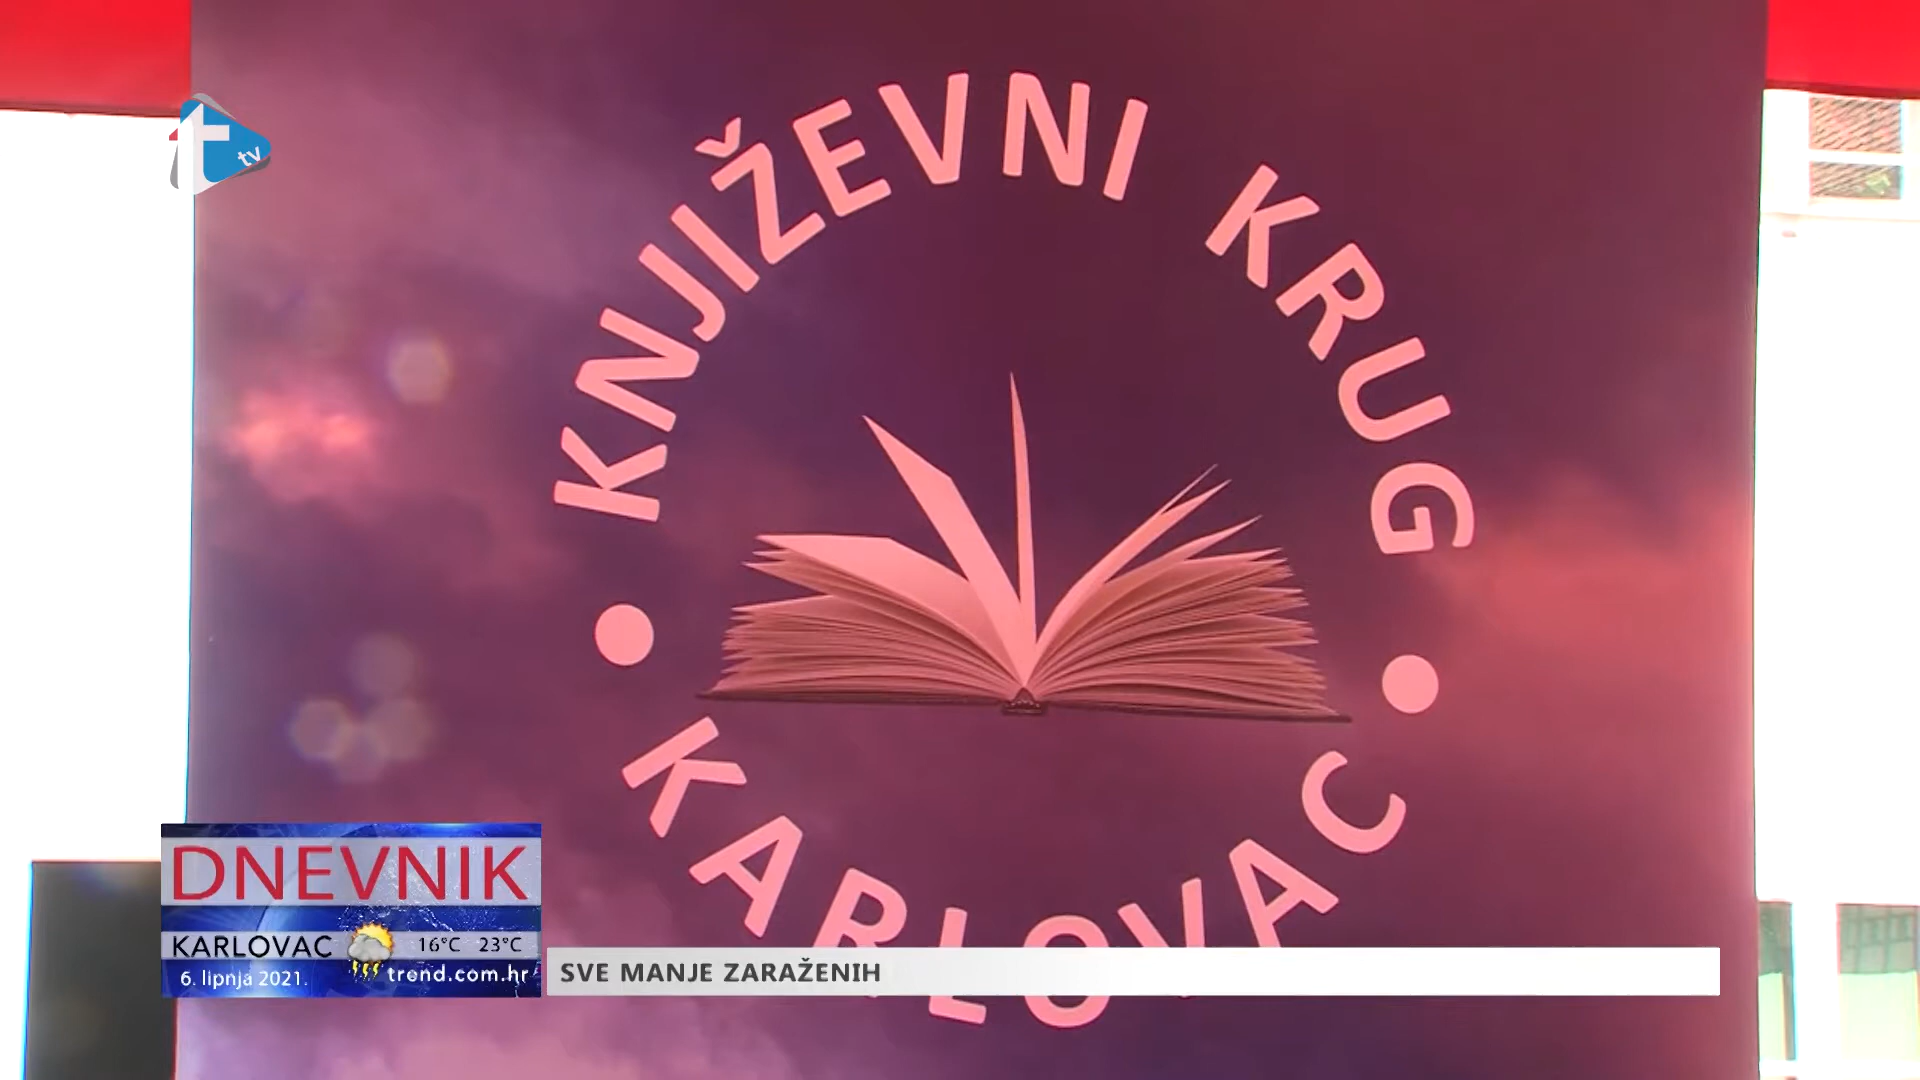 t tv
KNJIŽEVNI KRUG
• KARLOVAC •
DNEVNIK
KARLOVAC 16°C 23°C
6. lipnja 2021. trend.com.hr
SVE MANJE ZARAŽENIH